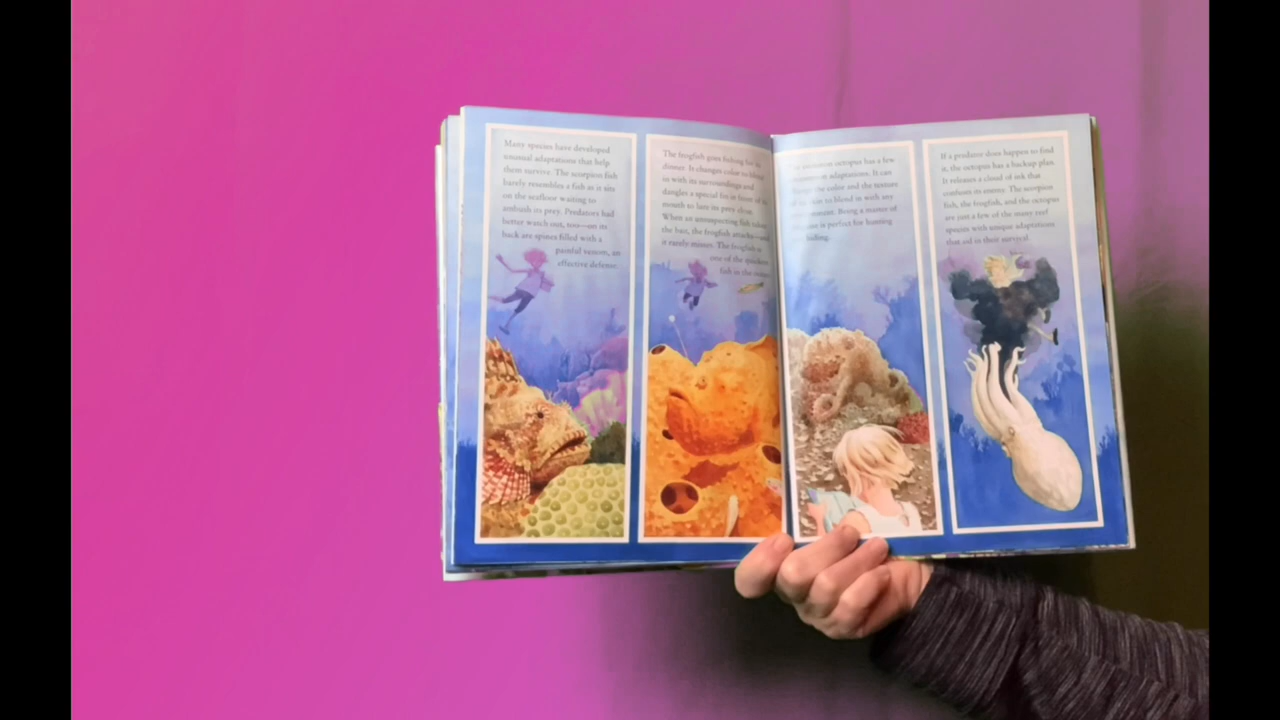 Many species have developed
unusual adaptations that help
them survive. The scorpion fish
barely resembles a fish as it sits
on the seafloor waiting to
ambush its prey. Predators had
better watch out, too—on its
back are spines filled with a
painful venom, an
effective defense.
The frogfish goes fishing for its
dinner. It changes color to blend
in with its surroundings and
dangles a special fin in front of its
mouth to lure its prey close.
When an unsuspecting fish takes
the bait, the frogfish attacks—and
it rarely misses. The frogfish is
one of the quickest
fish in the ocean.
octopus has a few
adaptations. It can
the color and the texture
skin to blend in with any
Being a master of
is perfect for hunting
hiding.
If a predator does happen to find
it, the octopus has a backup plan.
It releases a cloud of ink that
confuses its enemy. The scorpion
fish, the frogfish, and the octopus
are just a few of the many reef
species with unique adaptations
that aid in their survival.